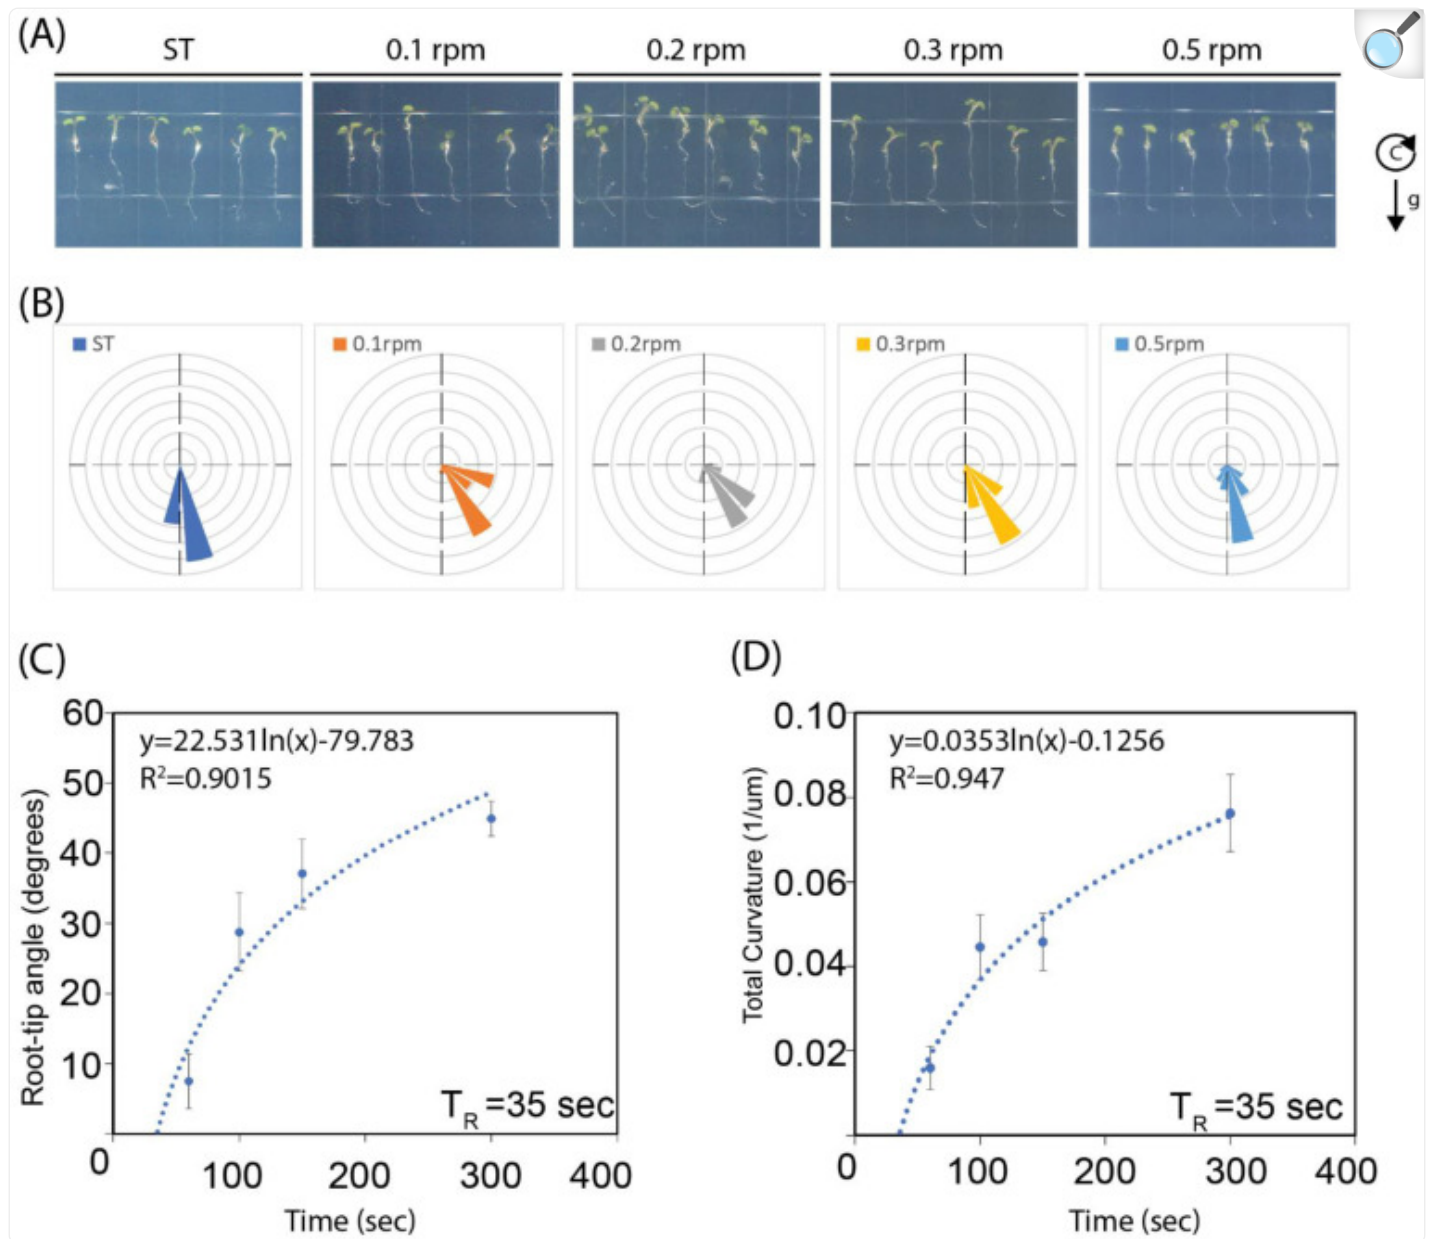 (A)
ST 0.1 rpm 0.2 rpm 0.3 rpm 0.5 rpm
C
g
(B)
ST 0.1rpm 0.2rpm 0.3rpm 0.5rpm
(C)
60
50
40
30
20
10
0 100 200 300 400
Root-tip angle (degrees)
Time (sec)
y=22.531ln(x)-79.783
R²=0.9015
T_R =35 sec
(D)
0.10
0.08
0.06
0.04
0.02
0 100 200 300 400
Total Curvature (1/um)
Time (sec)
y=0.0353ln(x)-0.1256
R²=0.947
T_R =35 sec